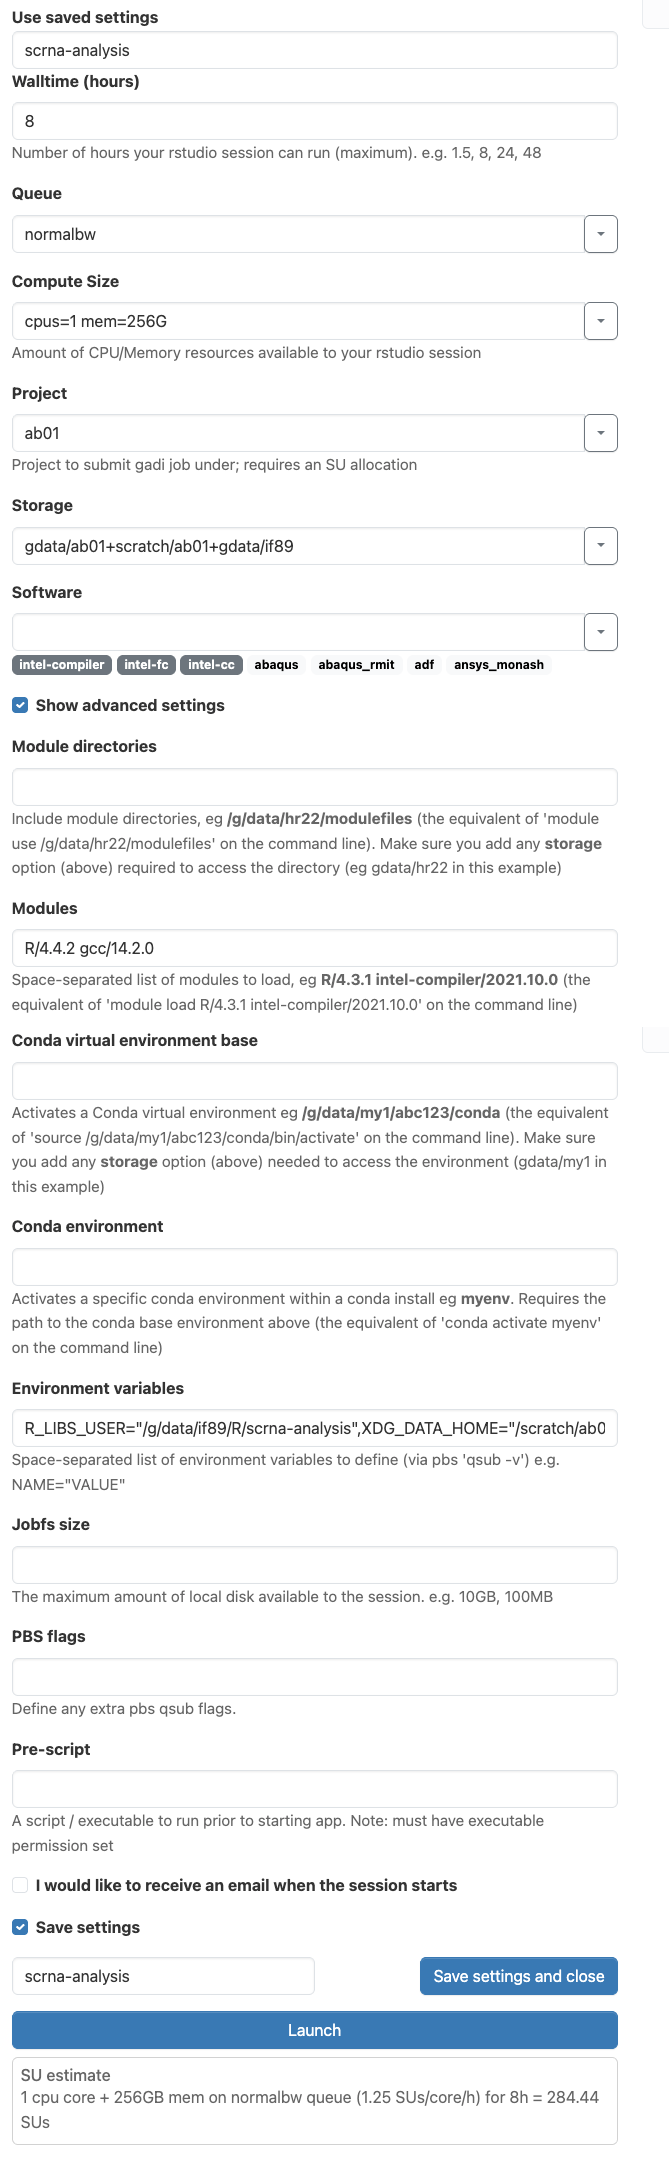 Use saved settings
scrna-analysis
Walltime (hours)
8
Number of hours your rstudio session can run (maximum). e.g. 1.5, 8, 24, 48
Queue
normalbw
Compute Size
cpus=1 mem=256G
Amount of CPU/Memory resources available to your rstudio session
Project
ab01
Project to submit gadi job under; requires an SU allocation
Storage
gdata/ab01+scratch/ab01+gdata/if89
Software
intel-compiler intel-fc intel-cc abaqus abaqus_rmit adf ansys_monash
Show advanced settings
Module directories
Include module directories, eg /g/data/hr22/modulefiles (the equivalent of 'module
use /g/data/hr22/modulefiles' on the command line). Make sure you add any storage
option (above) required to access the directory (eg gdata/hr22 in this example)
Modules
R/4.4.2 gcc/14.2.0
Space-separated list of modules to load, eg R/4.3.1 intel-compiler/2021.10.0 (the
equivalent of 'module load R/4.3.1 intel-compiler/2021.10.0' on the command line)
Conda virtual environment base
Activates a Conda virtual environment eg /g/data/my1/abc123/conda (the equivalent
of 'source /g/data/my1/abc123/conda/bin/activate' on the command line). Make sure
you add any storage option (above) needed to access the environment (gdata/my1 in
this example)
Conda environment
Activates a specific conda environment within a conda install eg myenv. Requires the
path to the conda base environment above (the equivalent of 'conda activate myenv'
on the command line)
Environment variables
R_LIBS_USER="/g/data/if89/R/scrna-analysis",XDG_DATA_HOME="/scratch/ab0
Space-separated list of environment variables to define (via pbs 'qsub -v') e.g.
NAME="VALUE"
Jobfs size
The maximum amount of local disk available to the session. e.g. 10GB, 100MB
PBS flags
Define any extra pbs qsub flags.
Pre-script
A script / executable to run prior to starting app. Note: must have executable
permission set
I would like to receive an email when the session starts
Save settings
scrna-analysis
Save settings and close
Launch
SU estimate
1 cpu core + 256GB mem on normalbw queue (1.25 SUs/core/h) for 8h = 284.44
SUs